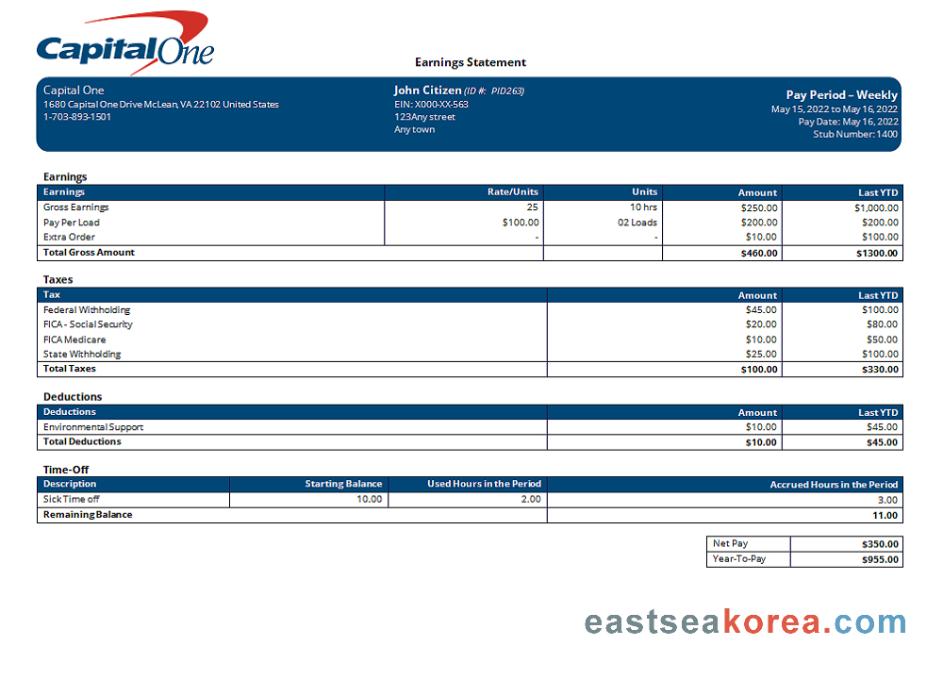 CapitalOne
Earnings Statement
Capital One
1680 Capital One Drive McLean, VA 22102 United States
1-703-893-1501
John Citizen (ID #: PID263)
EIN: X000-XX-563
123Any street
Any town
Pay Period – Weekly
May 15, 2022 to May 16, 2022
Pay Date: May 16, 2022
Stub Number: 1400
Earnings
Earnings Rate/Units Units Amount Last YTD
Gross Earnings 25 10 hrs $250.00 $1,000.00
Pay Per Load $100.00 02 Loads $200.00 $200.00
Extra Order - - $10.00 $100.00
Total Gross Amount $460.00 $1300.00
Taxes
Tax Amount Last YTD
Federal Withholding $45.00 $100.00
FICA - Social Security $20.00 $80.00
FICA Medicare $10.00 $50.00
State Withholding $25.00 $100.00
Total Taxes $100.00 $330.00
Deductions
Deductions Amount Last YTD
Environmental Support $10.00 $45.00
Total Deductions $10.00 $45.00
Time-Off
Description Starting Balance Used Hours in the Period Accrued Hours in the Period
Sick Time off 10.00 2.00 3.00
Remaining Balance 11.00
Net Pay $350.00
Year-To-Pay $955.00
eastseakorea.com